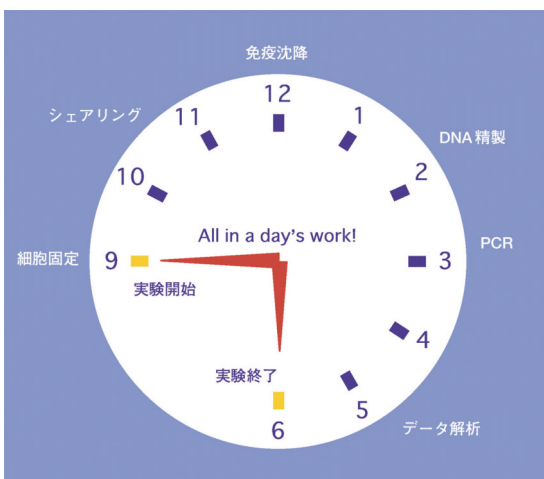 免疫沈降
12
シェアリング
11
1
DNA 精製
10
2
All in a day's work!
細胞固定
9
3
PCR
実験開始
4
実験終了
5
6
データ解析